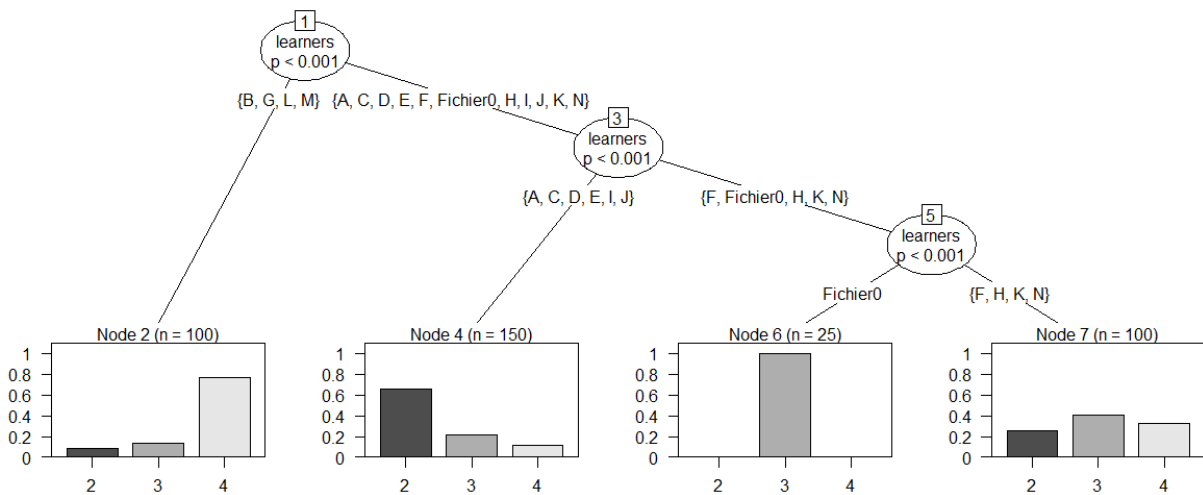 1
learners
p < 0.001
{B, G, L, M} {A, C, D, E, F, Fichier0, H, I, J, K, N}
3
learners
p < 0.001
{A, C, D, E, I, J} {F, Fichier0, H, K, N}
5
learners
p < 0.001
Fichier0 {F, H, K, N}
Node 2 (n = 100)
1
0.8
0.6
0.4
0.2
0
2 3 4
Node 4 (n = 150)
1
0.8
0.6
0.4
0.2
0
2 3 4
Node 6 (n = 25)
1
0.8
0.6
0.4
0.2
0
2 3 4
Node 7 (n = 100)
1
0.8
0.6
0.4
0.2
0
2 3 4